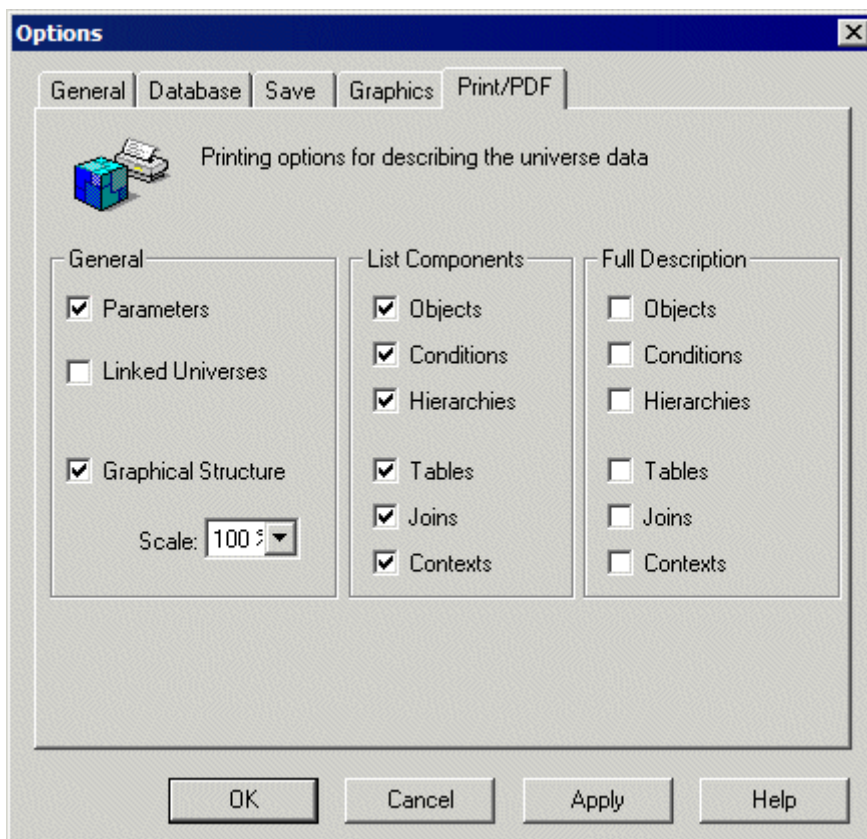 Options
General Database Save Graphics Print/PDF
Printing options for describing the universe data
General
Parameters
Linked Universes
Graphical Structure
Scale: 100 %
List Components
Objects
Conditions
Hierarchies
Tables
Joins
Contexts
Full Description
Objects
Conditions
Hierarchies
Tables
Joins
Contexts
OK Cancel Apply Help